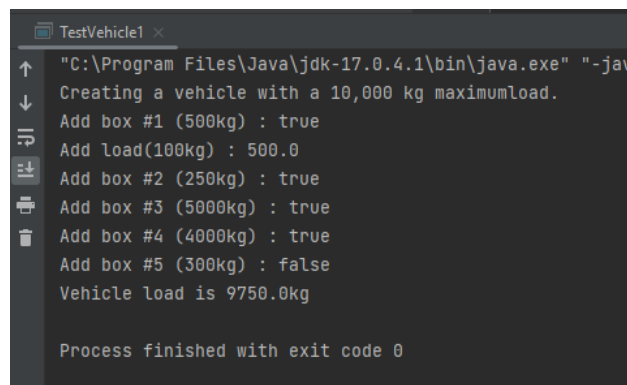 TestVehicle1
"C:\Program Files\Java\jdk-17.0.4.1\bin\java.exe" "-jav
Creating a vehicle with a 10,000 kg maximumload.
Add box #1 (500kg) : true
Add load(100kg) : 500.0
Add box #2 (250kg) : true
Add box #3 (5000kg) : true
Add box #4 (4000kg) : true
Add box #5 (300kg) : false
Vehicle load is 9750.0kg
Process finished with exit code 0